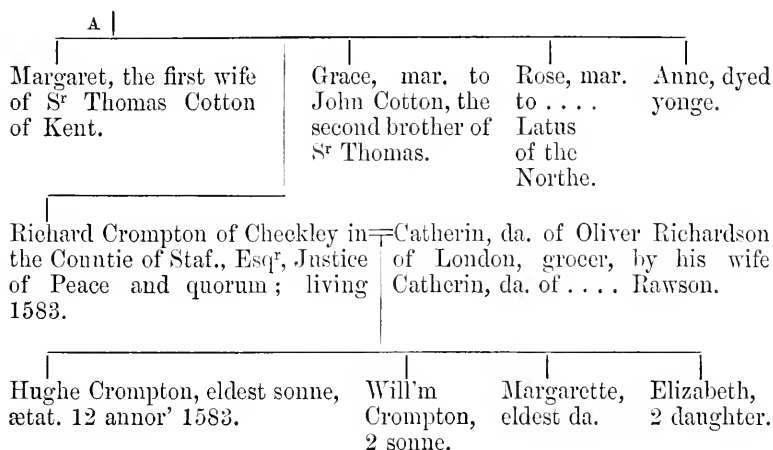 A
Margaret, the first wife
of Sr Thomas Cotton
of Kent.
Grace, mar. to
John Cotton, the
second brother of
Sr Thomas.
Rose, mar.
to . . . .
Latus
of the
Northe.
Anne, dyed
yonge.
Richard Crompton of Checkley in
the Countie of Staf., Esqr, Justice
of Peace and quorum; living
1583.
Catherin, da. of Oliver Richardson
of London, grocer, by his wife
Catherin, da. of . . . . Rawson.
Hughe Crompton, eldest sonne,
ætat. 12 annor' 1583.
Will'm
Crompton,
2 sonne.
Margarette,
eldest da.
Elizabeth,
2 daughter.